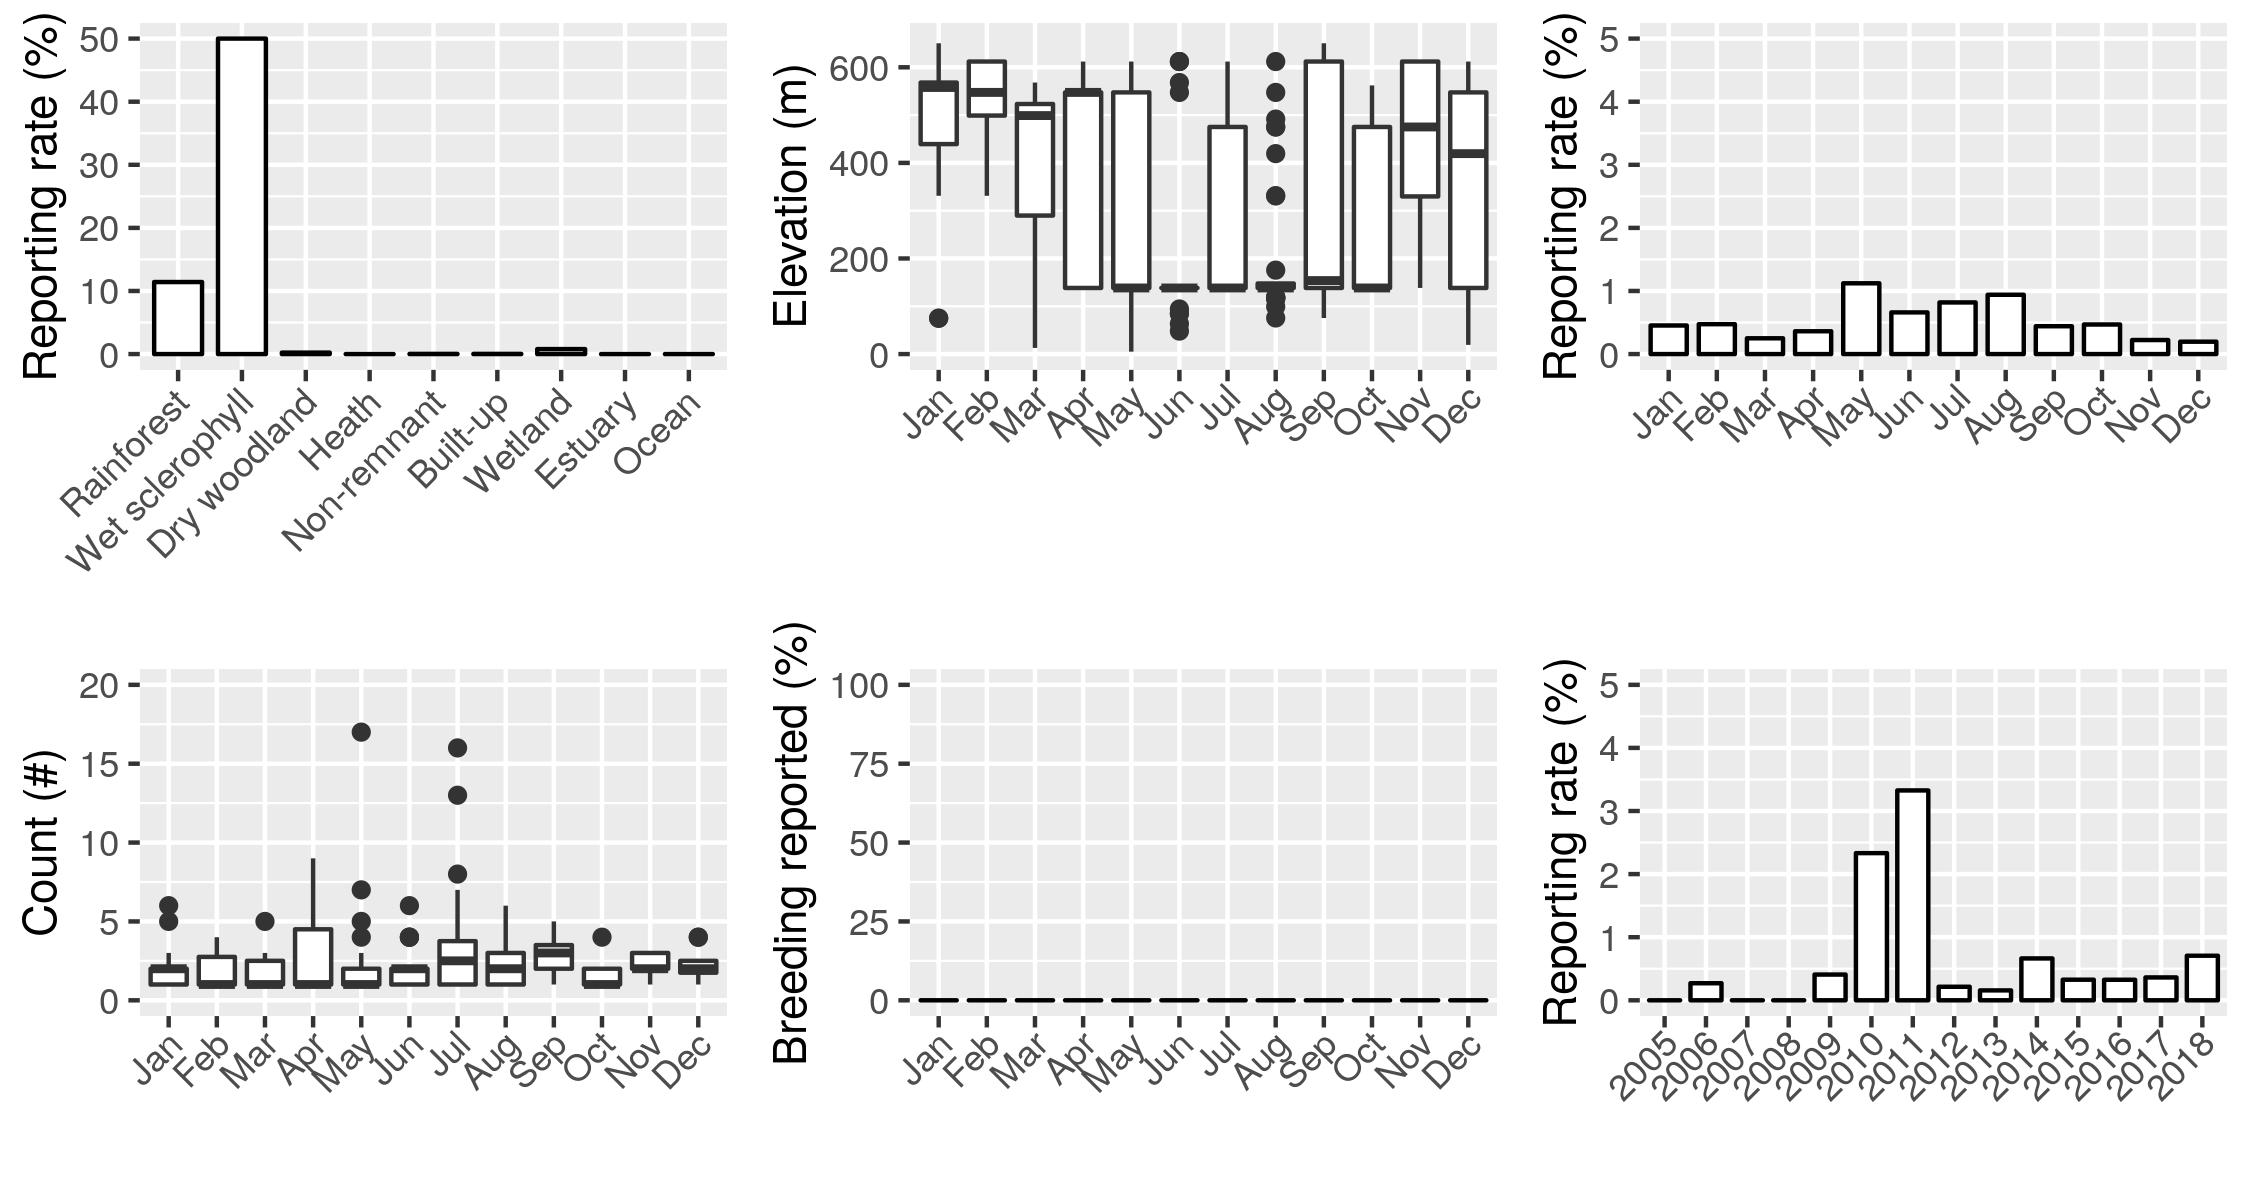 Reporting rate (%)
50
40
30
20
10
0
Rainforest
Wet sclerophyll
Dry woodland
Heath
Non-remnant
Built-up
Wetland
Estuary
Ocean
Elevation (m)
600
400
200
0
Jan
Feb
Mar
Apr
May
Jun
Jul
Aug
Sep
Oct
Nov
Dec
Reporting rate (%)
5
4
3
2
1
0
Jan
Feb
Mar
Apr
May
Jun
Jul
Aug
Sep
Oct
Nov
Dec
Count (#)
20
15
10
5
0
Jan
Feb
Mar
Apr
May
Jun
Jul
Aug
Sep
Oct
Nov
Dec
Breeding reported (%)
100
75
50
25
0
Jan
Feb
Mar
Apr
May
Jun
Jul
Aug
Sep
Oct
Nov
Dec
Reporting rate (%)
5
4
3
2
1
0
2005
2006
2007
2008
2009
2010
2011
2012
2013
2014
2015
2016
2017
2018